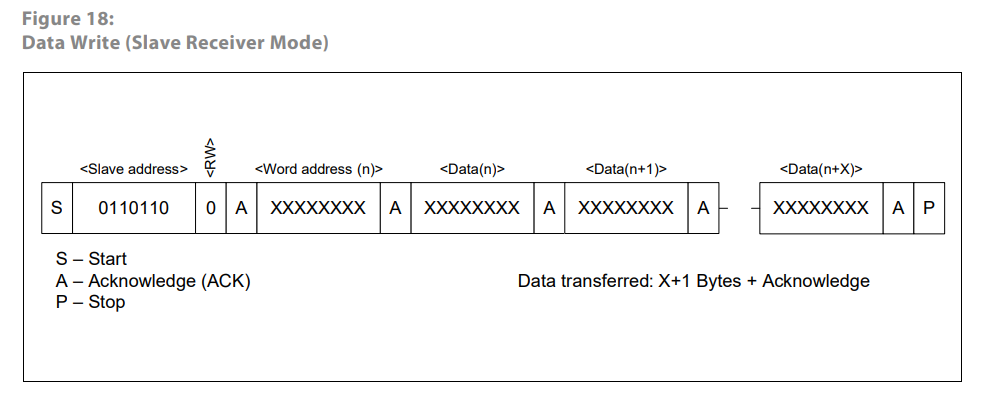 Figure 18:
Data Write (Slave Receiver Mode)
<Slave address> <RW> <Word address (n)> <Data(n)> <Data(n+1)> <Data(n+X)>
S 0110110 0 A XXXXXXXX A XXXXXXXX A XXXXXXXX A XXXXXXXX A P
S – Start
A – Acknowledge (ACK) Data transferred: X+1 Bytes + Acknowledge
P – Stop